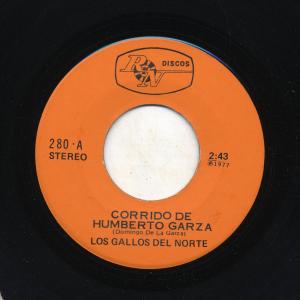 RN DISCOS
280-A
STEREO
2:43
℗1977
CORRIDO DE
HUMBERTO GARZA
(Domingo De La Garza)
LOS GALLOS DEL NORTE